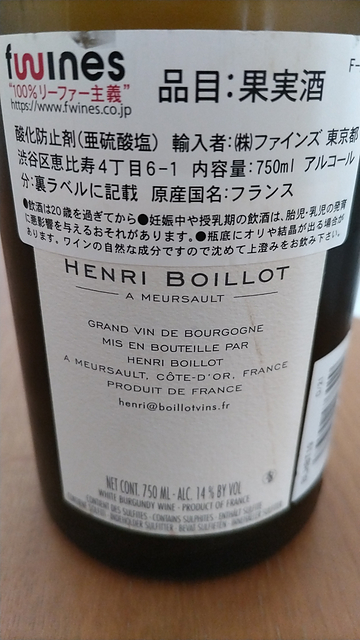 fwines
品目：果実酒
"100%リーファー主義"
https://www.fwines.co.jp
酸化防止剤(亜硫酸塩) 輸入者：㈱ファインズ 東京都
渋谷区恵比寿4丁目6-1 内容量：750ml アルコール
分：裏ラベルに記載 原産国名：フランス
●飲酒は20歳を過ぎてから●妊娠中や授乳期の飲酒は、胎児・乳児の発育
に悪影響を与えるおそれがあります。●瓶底にオリや結晶が出る場合が
あります。ワインの自然な成分ですので沈めて上澄みをお飲み下さい。
HENRI BOILLOT
A MEURSAULT
GRAND VIN DE BOURGOGNE
MIS EN BOUTEILLE PAR
HENRI BOILLOT
A MEURSAULT, CÔTE-D'OR, FRANCE
PRODUIT DE FRANCE
henri@boillotvins.fr
NET CONT. 750 ML - ALC. 14 % BY VOL
WHITE BURGUNDY WINE - PRODUCT OF FRANCE
CONTIENT DES SULFITES - CONTAINS SULPHITES - ENTHALT SULFITE